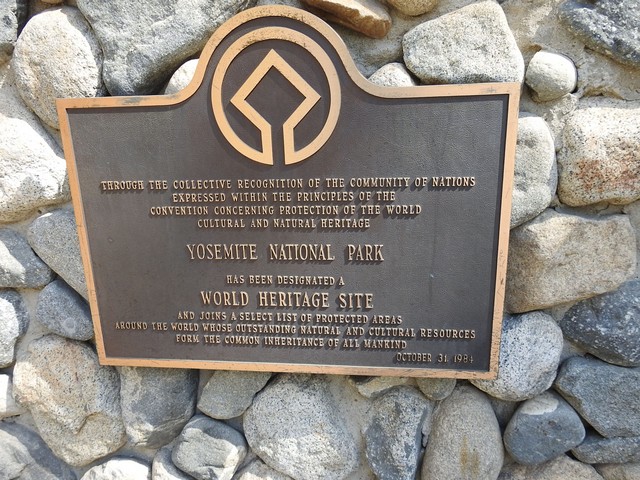 THROUGH THE COLLECTIVE RECOGNITION OF THE COMMUNITY OF NATIONS
EXPRESSED WITHIN THE PRINCIPLES OF THE
CONVENTION CONCERNING PROTECTION OF THE WORLD
CULTURAL AND NATURAL HERITAGE
YOSEMITE NATIONAL PARK
HAS BEEN DESIGNATED A
WORLD HERITAGE SITE
AND JOINS A SELECT LIST OF PROTECTED AREAS
AROUND THE WORLD WHOSE OUTSTANDING NATURAL AND CULTURAL RESOURCES
FORM THE COMMON INHERITANCE OF ALL MANKIND
OCTOBER 31, 1984